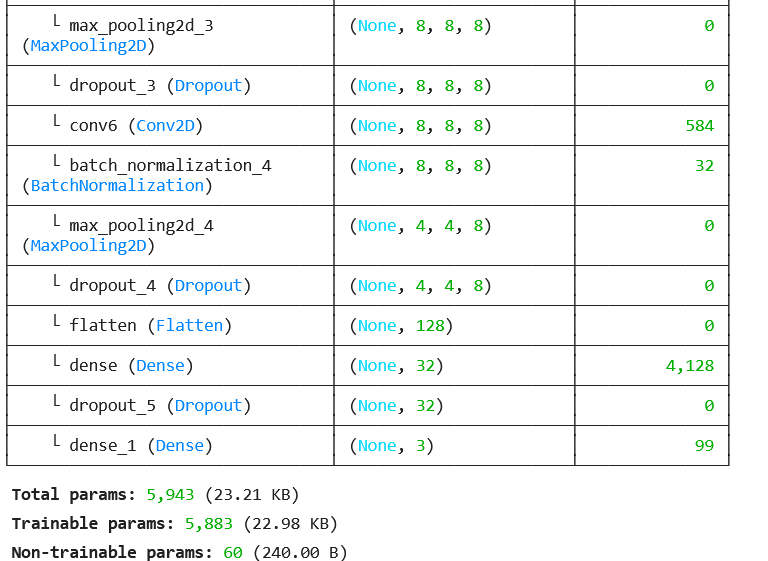 └ max_pooling2d_3 (None, 8, 8, 8) 0
(MaxPooling2D)
└ dropout_3 (Dropout) (None, 8, 8, 8) 0
└ conv6 (Conv2D) (None, 8, 8, 8) 584
└ batch_normalization_4 (None, 8, 8, 8) 32
(BatchNormalization)
└ max_pooling2d_4 (None, 4, 4, 8) 0
(MaxPooling2D)
└ dropout_4 (Dropout) (None, 4, 4, 8) 0
└ flatten (Flatten) (None, 128) 0
└ dense (Dense) (None, 32) 4,128
└ dropout_5 (Dropout) (None, 32) 0
└ dense_1 (Dense) (None, 3) 99
Total params: 5,943 (23.21 KB)
Trainable params: 5,883 (22.98 KB)
Non-trainable params: 60 (240.00 B)